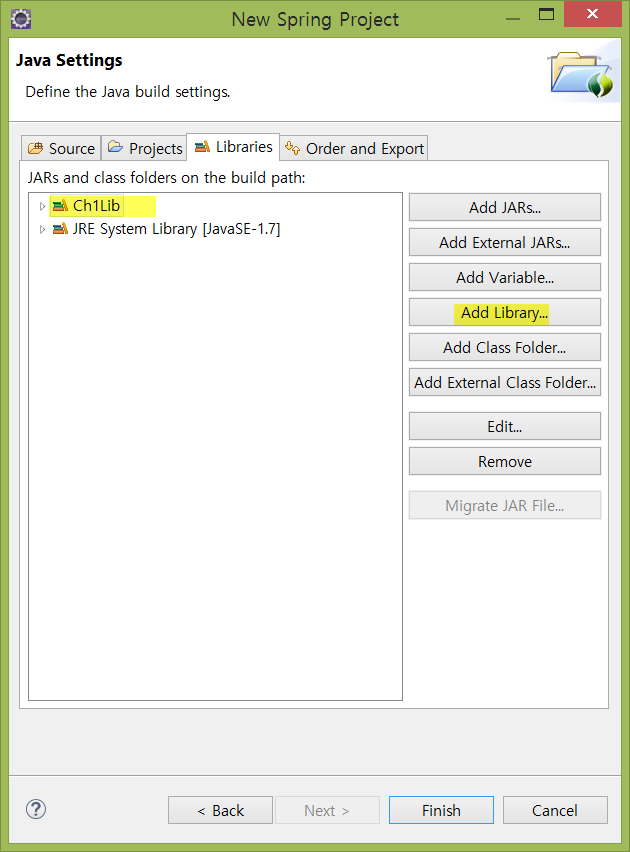 New Spring Project
Java Settings
Define the Java build settings.
Source Projects Libraries Order and Export
JARs and class folders on the build path:
Ch1Lib
JRE System Library [JavaSE-1.7]
Add JARs...
Add External JARs...
Add Variable...
Add Library...
Add Class Folder...
Add External Class Folder...
Edit...
Remove
Migrate JAR File...
< Back Next > Finish Cancel